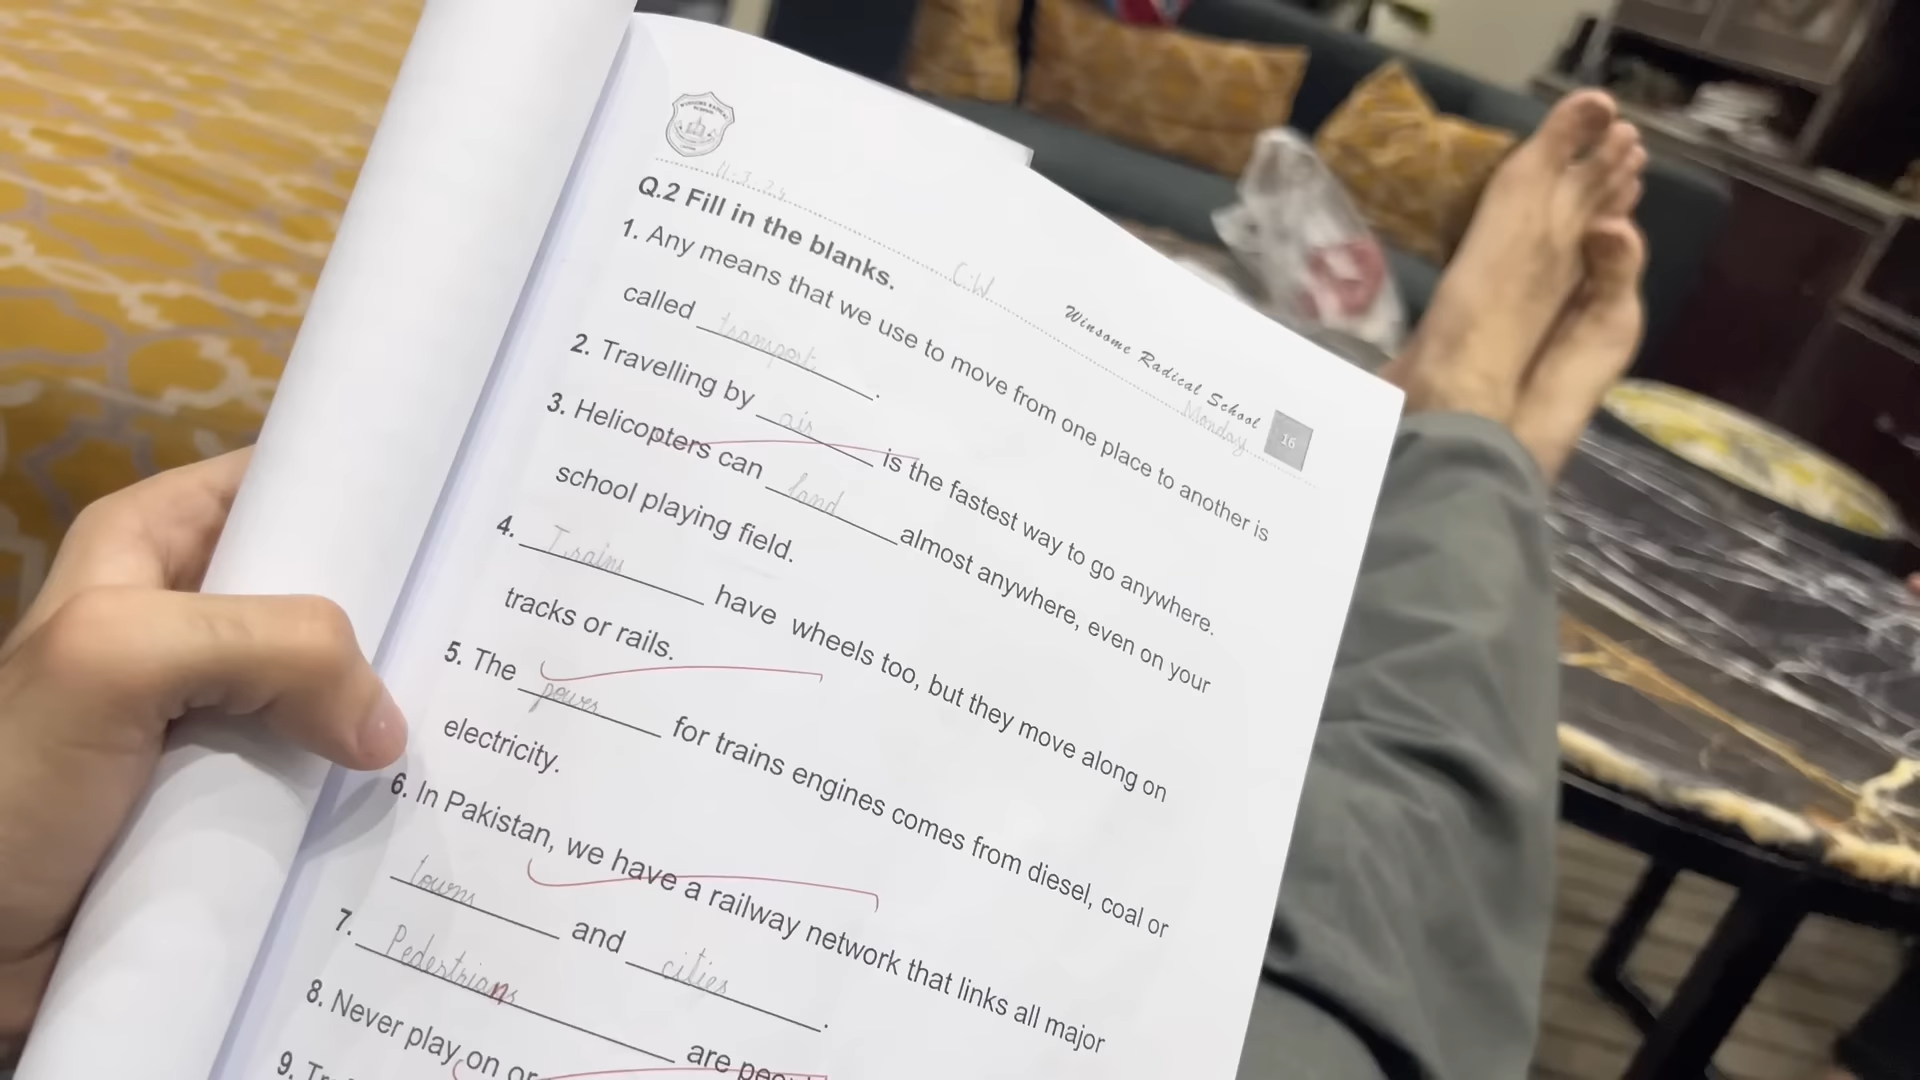 Winsome Radical School 16
11.3.24 C.W Monday
Q.2 Fill in the blanks.
1. Any means that we use to move from one place to another is
called transport.
2. Travelling by air is the fastest way to go anywhere.
3. Helicopters can land almost anywhere, even on your
school playing field.
4. Trains have wheels too, but they move along on
tracks or rails.
5. The power for trains engines comes from diesel, coal or
electricity.
6. In Pakistan, we have a railway network that links all major
towns and cities.
7. Pedestrians are
8. Never play on or
9.